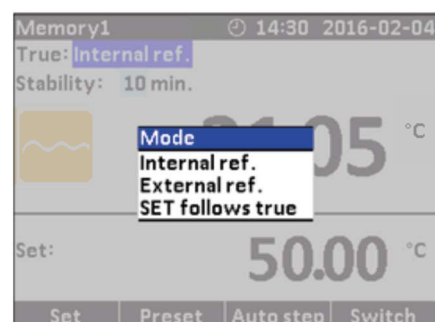 Memory1 14:30 2016-02-04
True: Internal ref.
Stability: 10 min.
Mode
Internal ref.
External ref.
SET follows true
.05 °C
Set: 50.00 °C
Set Preset Auto step Switch